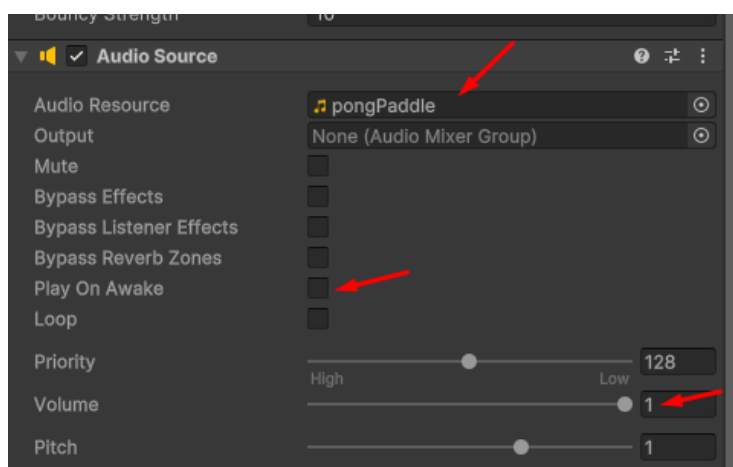 Bouncy Strength 10
Audio Source
Audio Resource pongPaddle
Output None (Audio Mixer Group)
Mute
Bypass Effects
Bypass Listener Effects
Bypass Reverb Zones
Play On Awake
Loop
Priority 128
High Low
Volume 1
Pitch 1